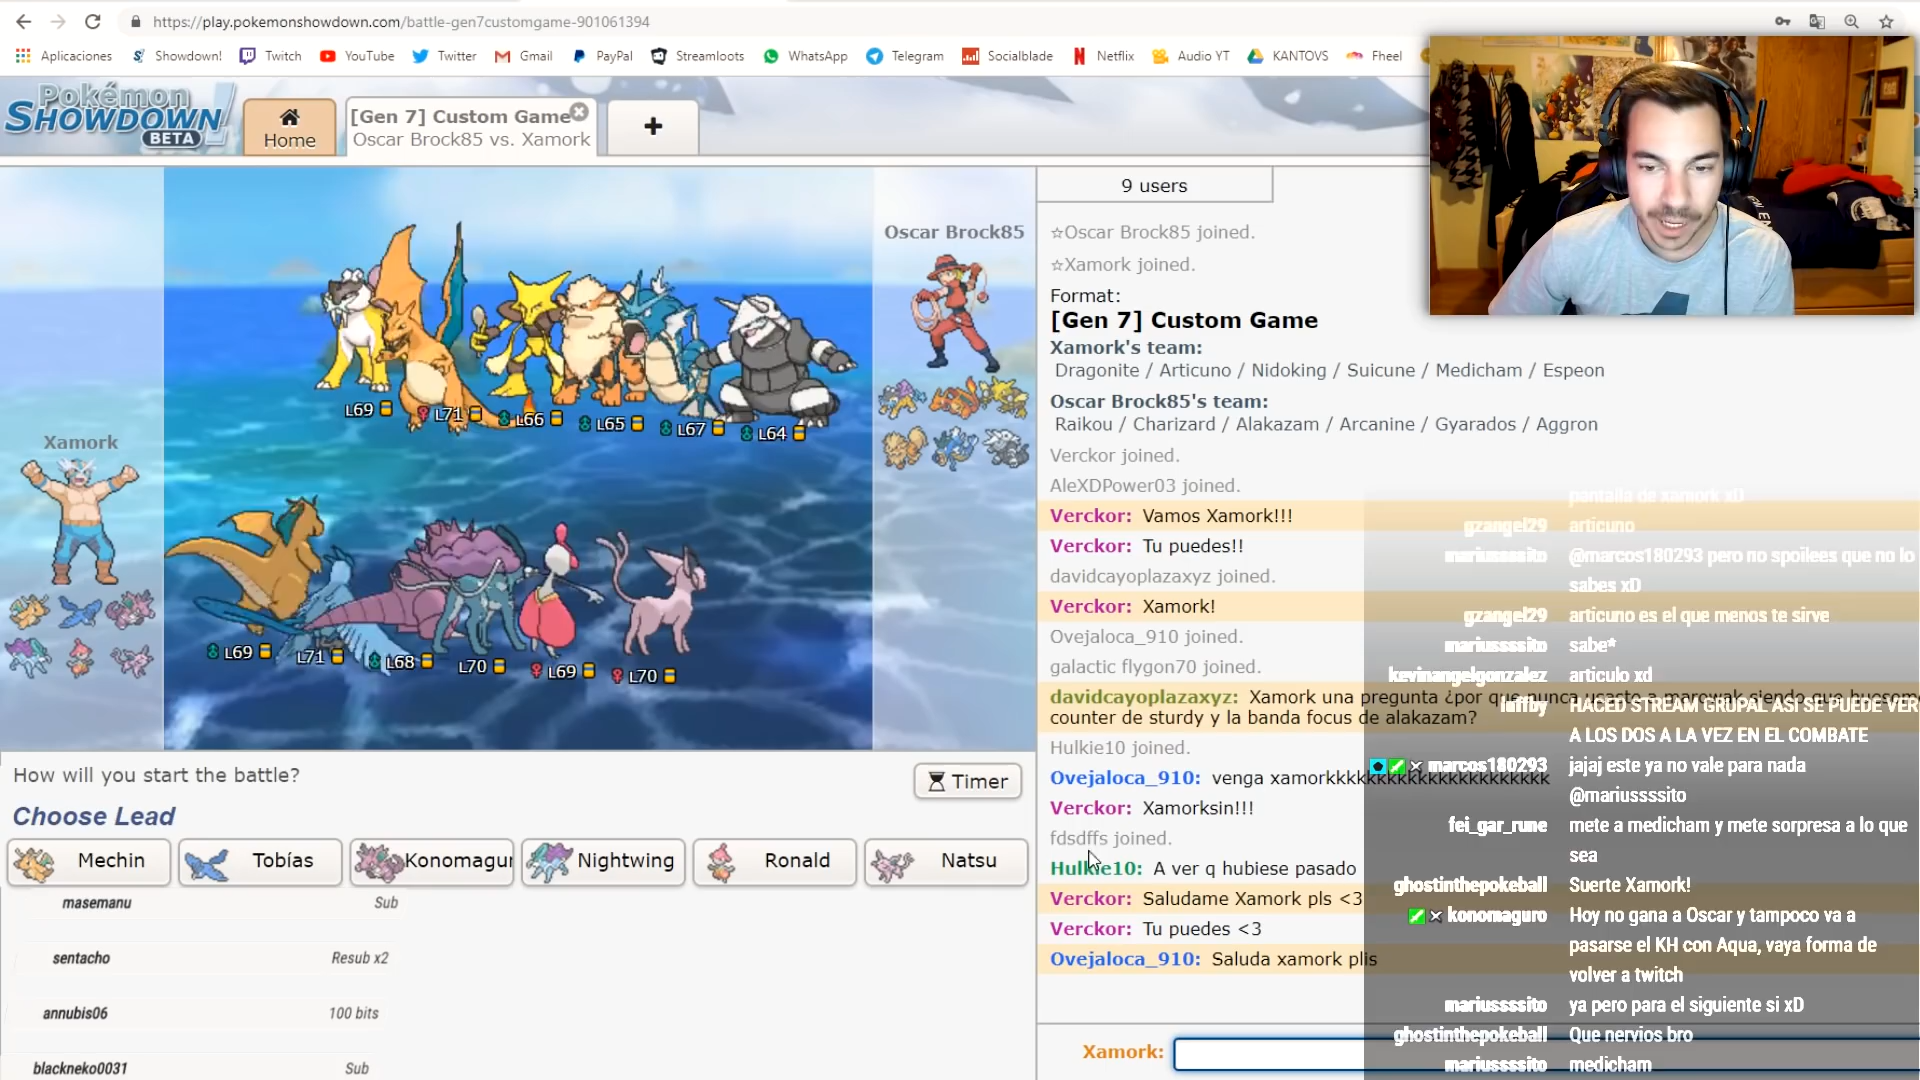 https://play.pokemonshowdown.com/battle-gen7customgame-901061394
Aplicaciones
Showdown!
Twitch
YouTube
Twitter
Gmail
PayPal
Streamloots
WhatsApp
Telegram
Socialblade
Netflix
Audio YT
KANTOVS
Fheel
Pokémon
SHOWDOWN!
BETA
Home
[Gen 7] Custom Game
Oscar Brock85 vs. Xamork
+
Oscar Brock85
L69
L71
L66
L65
L67
L64
Xamork
L69
L71
L68
L70
L69
L70
How will you start the battle?
Timer
Choose Lead
Mechin
Tobías
Konomagur
Nightwing
Ronald
Natsu
masemanu Sub
sentacho Resub x2
annubis06 100 bits
blackneko0031 Sub
9 users
☆Oscar Brock85 joined.
☆Xamork joined.
Format:
[Gen 7] Custom Game
Xamork's team:
Dragonite / Articuno / Nidoking / Suicune / Medicham / Espeon
Oscar Brock85's team:
Raikou / Charizard / Alakazam / Arcanine / Gyarados / Aggron
Verckor joined.
AleXDPower03 joined.
Verckor: Vamos Xamork!!!
Verckor: Tu puedes!!
davidcayoplazaxyz joined.
Verckor: Xamork!
Ovejaloca_910 joined.
galactic flygon70 joined.
davidcayoplazaxyz: Xamork una pregunta ¿por que nunca usaste a marowak siendo que huesom
counter de sturdy y la banda focus de alakazam?
Hulkie10 joined.
Ovejaloca_910: venga xamorkkkkkkkkkkkkkkkkkkkkkkk
Verckor: Xamorksin!!!
fdsdffs joined.
Hulkie10: A ver q hubiese pasado
Verckor: Saludame Xamork pls <3
Verckor: Tu puedes <3
Ovejaloca_910: Saluda xamork plis
Xamork:
pantalla de xamork xD
gzangel29 articuno
mariussssito @marcos180293 pero no spoilees que no lo
sabes xD
gzangel29 articuno es el que menos te sirve
mariussssito sabe*
kevinangelgonzalez articulo xd
luffby HACED STREAM GRUPAL ASI SE PUEDE VER
A LOS DOS A LA VEZ EN EL COMBATE
marcos180293 jajaj este ya no vale para nada
@mariussssito
fei_gar_rune mete a medicham y mete sorpresa a lo que
sea
ghostinthepokeball Suerte Xamork!
konomaguro Hoy no gana a Oscar y tampoco va a
pasarse el KH con Aqua, vaya forma de
volver a twitch
mariussssito ya pero para el siguiente si xD
ghostinthepokeball Que nervios bro
mariussssito medicham